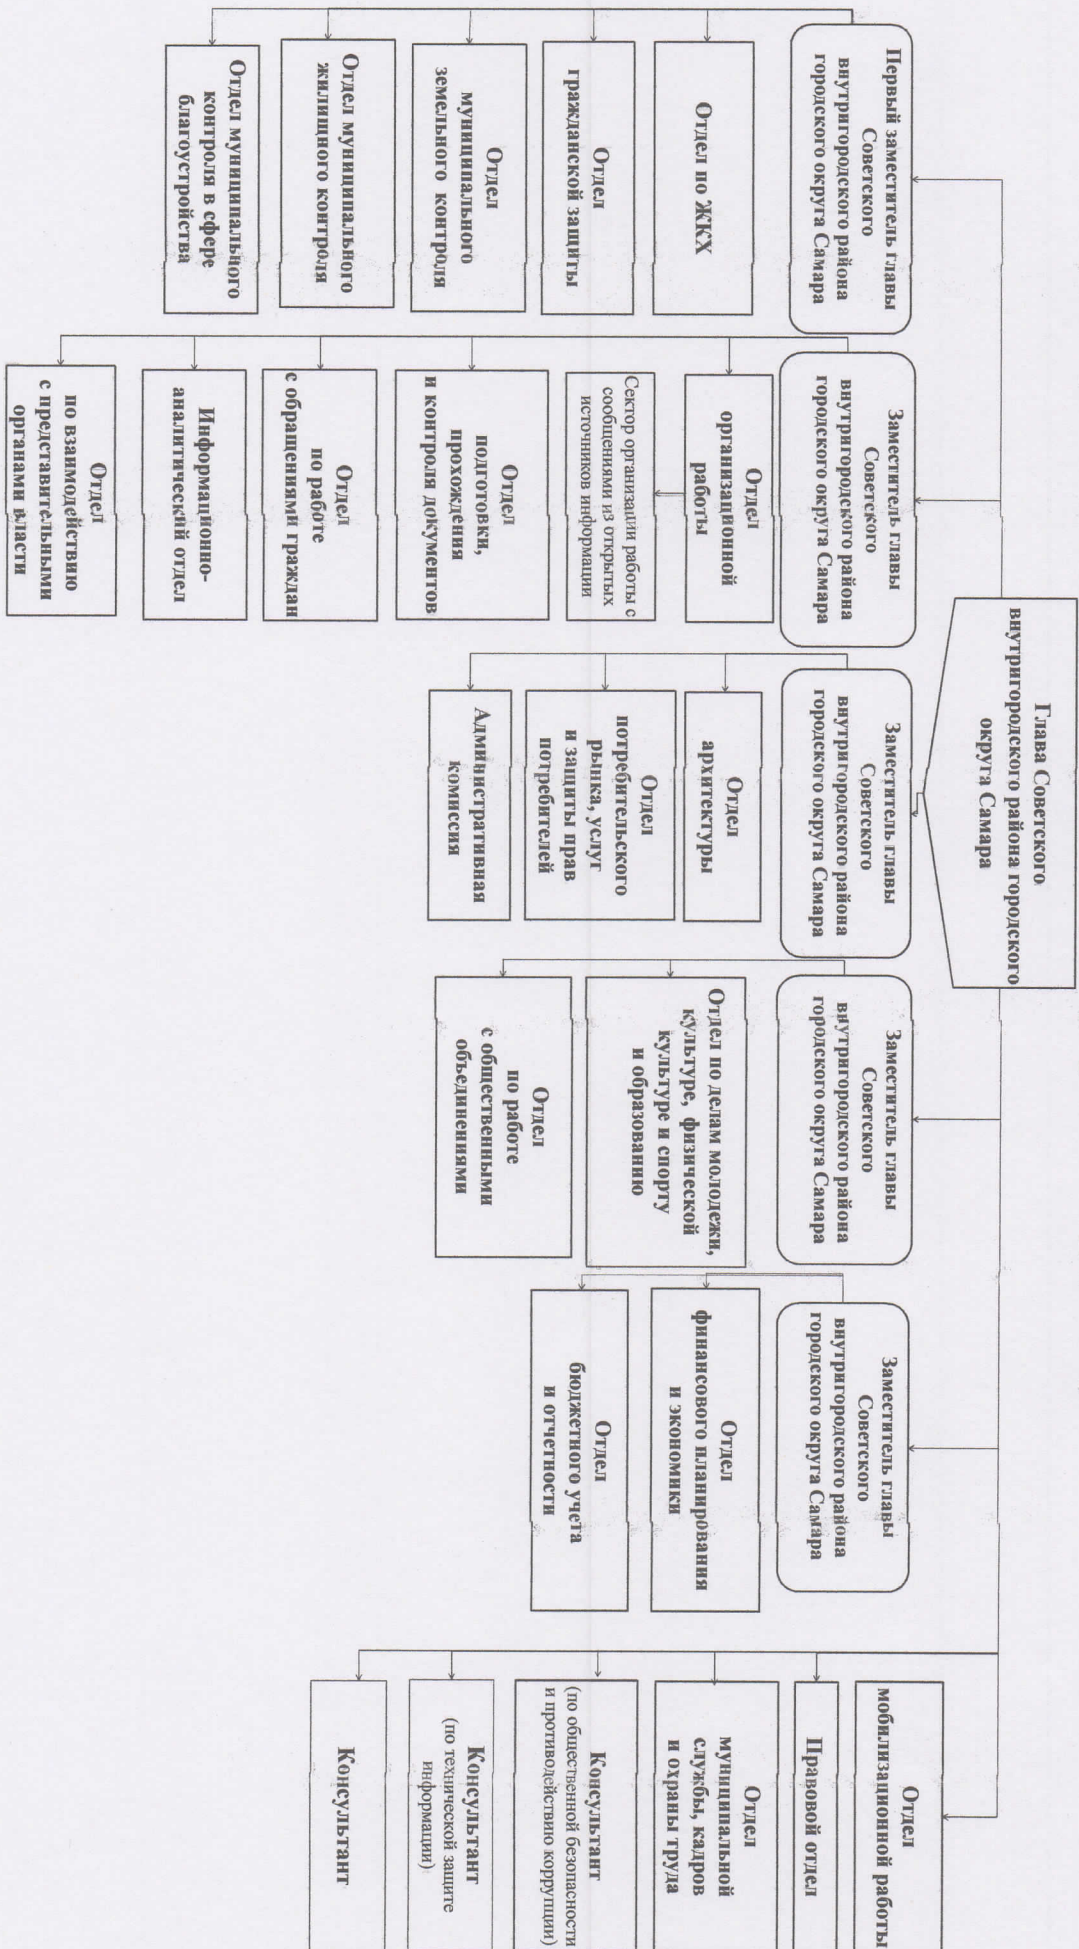 Глава Советского
внутригородского района городского
округа Самара
Первый заместитель главы
Советского
внутригородского района
городского округа Самара
Отдел по ЖКХ
Отдел
гражданской защиты
Отдел
муниципального
земельного контроля
Отдел муниципального
жилищного контроля
Отдел муниципального
контроля в сфере
благоустройства
Заместитель главы
Советского
внутригородского района
городского округа Самара
Отдел
организационной
работы
Сектор организации работы с
сообщениями из открытых
источников информации
Отдел
подготовки,
прохождения
и контроля документов
Отдел
по работе
с обращениями граждан
Информационно-
аналитический отдел
Отдел
по взаимодействию
с представительными
органами власти
Заместитель главы
Советского
внутригородского района
городского округа Самара
Отдел
архитектуры
Отдел
потребительского
рынка, услуг
и защиты прав
потребителей
Административная
комиссия
Заместитель главы
Советского
внутригородского района
городского округа Самара
Отдел по делам молодежи,
культуре, физической
культуре и спорту
и образованию
Отдел
по работе
с общественными
объединениями
Заместитель главы
Советского
внутригородского района
городского округа Самара
Отдел
финансового планирования
и экономики
Отдел
бюджетного учета
и отчетности
Отдел
мобилизационной работы
Правовой отдел
Отдел
муниципальной
службы, кадров
и охраны труда
Консультант
(по общественной безопасности
и противодействию коррупции)
Консультант
(по технической защите
информации)
Консультант